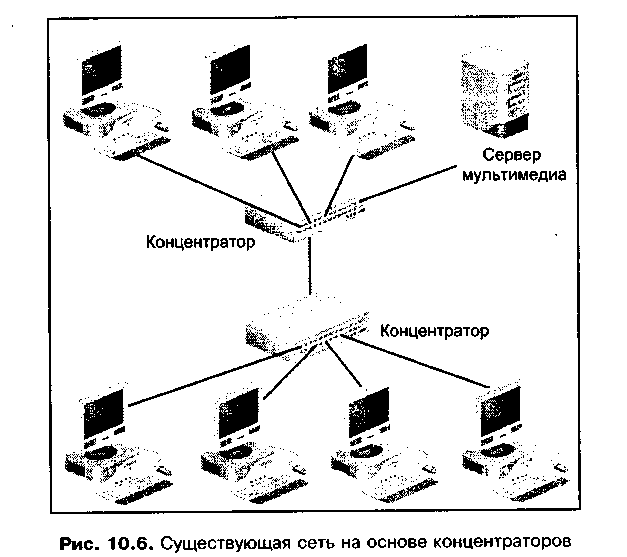 Сервер
мультимедиа
Концентратор
Концентратор
Рис. 10.6. Существующая сеть на основе концентраторов